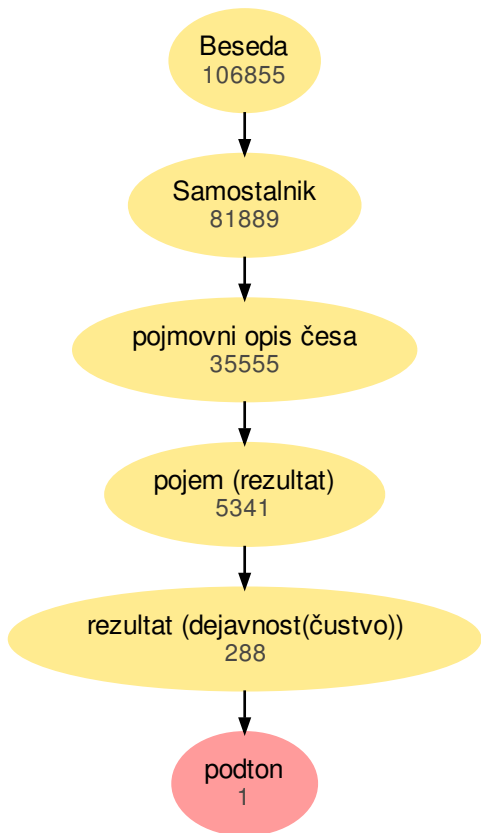 Beseda
106855
Samostalnik
81889
pojmovni opis česa
35555
pojem (rezultat)
5341
rezultat (dejavnost(čustvo))
288
podton
1